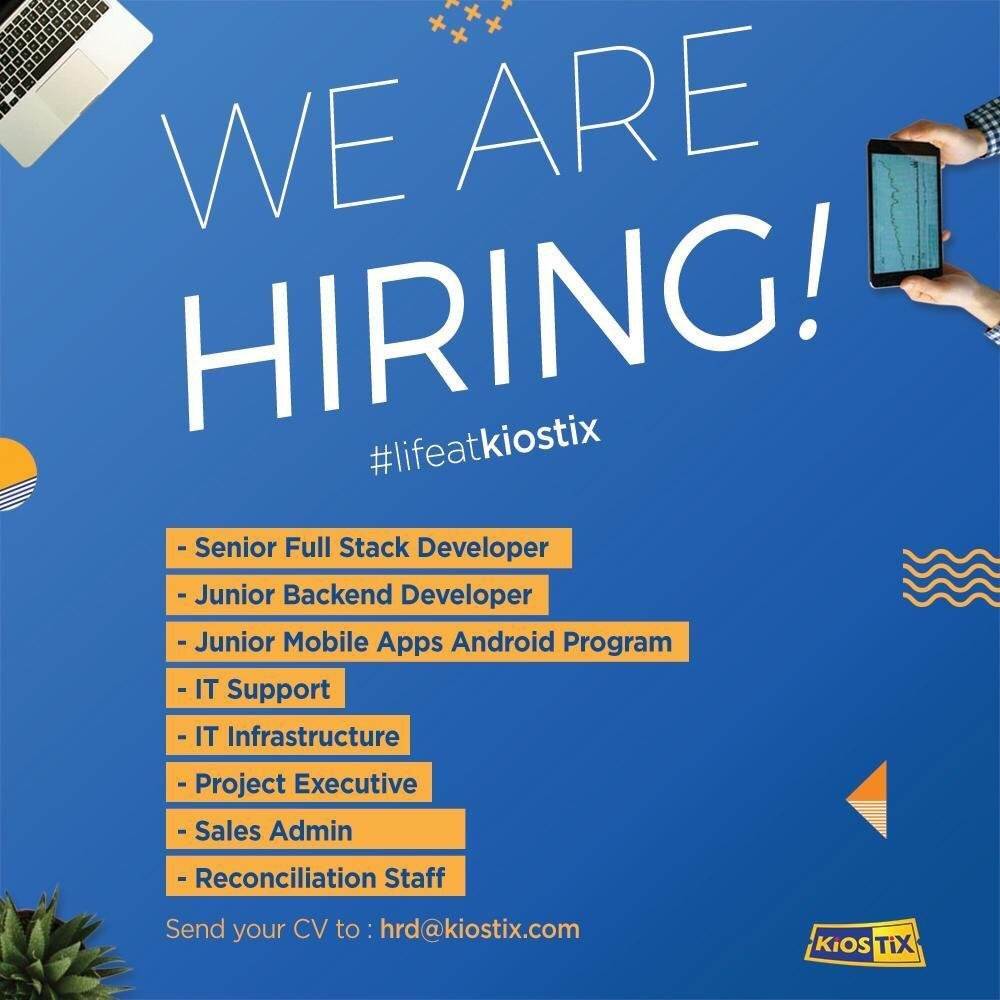 WE ARE
HIRING!
#lifeatkiostix
- Senior Full Stack Developer
- Junior Backend Developer
- Junior Mobile Apps Android Program
- IT Support
- IT Infrastructure
- Project Executive
- Sales Admin
- Reconciliation Staff
Send your CV to : hrd@kiostix.com
KiOSTiX